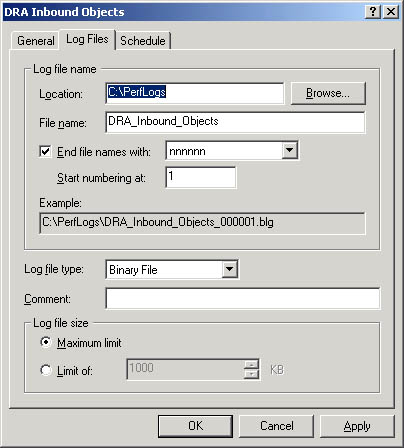 DRA Inbound Objects
General Log Files Schedule
Log file name
Location: C:\PerfLogs Browse...
File name: DRA_Inbound_Objects
End file names with: nnnnnn
Start numbering at: 1
Example:
C:\PerfLogs\DRA_Inbound_Objects_000001.blg
Log file type: Binary File
Comment:
Log file size
Maximum limit
Limit of: 1000 KB
OK Cancel Apply